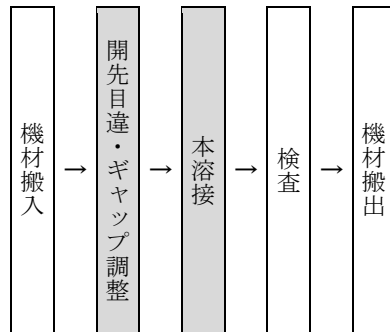 機材搬入
→
開先目違・ギャップ調整
→
本溶接
→
検査
→
機材搬出